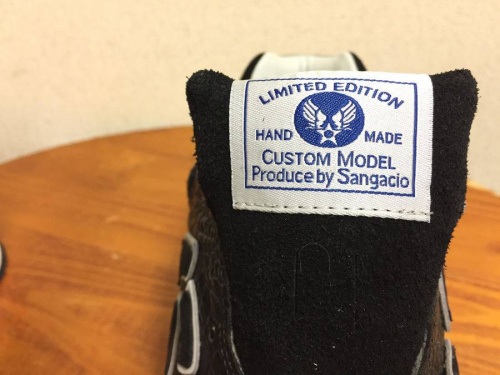 LIMITED EDITION
HAND MADE
CUSTOM MODEL
Produce by Sangacio